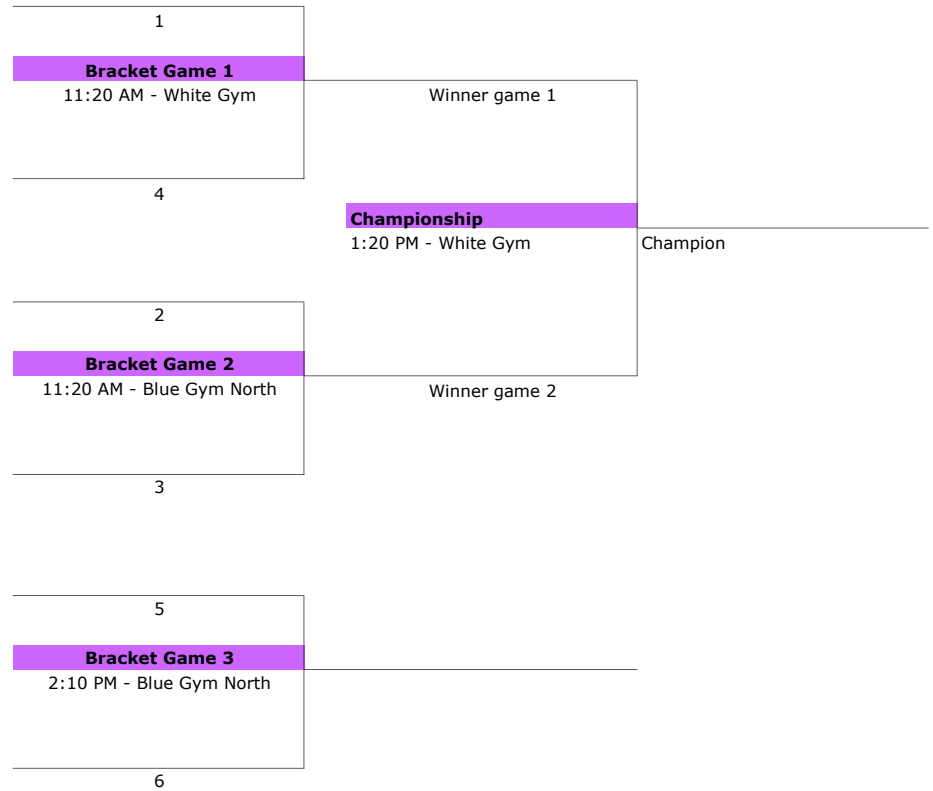 1
Bracket Game 1
11:20 AM - White Gym
Winner game 1
4
Championship
1:20 PM - White Gym
Champion
2
Bracket Game 2
11:20 AM - Blue Gym North
Winner game 2
3
5
Bracket Game 3
2:10 PM - Blue Gym North
6